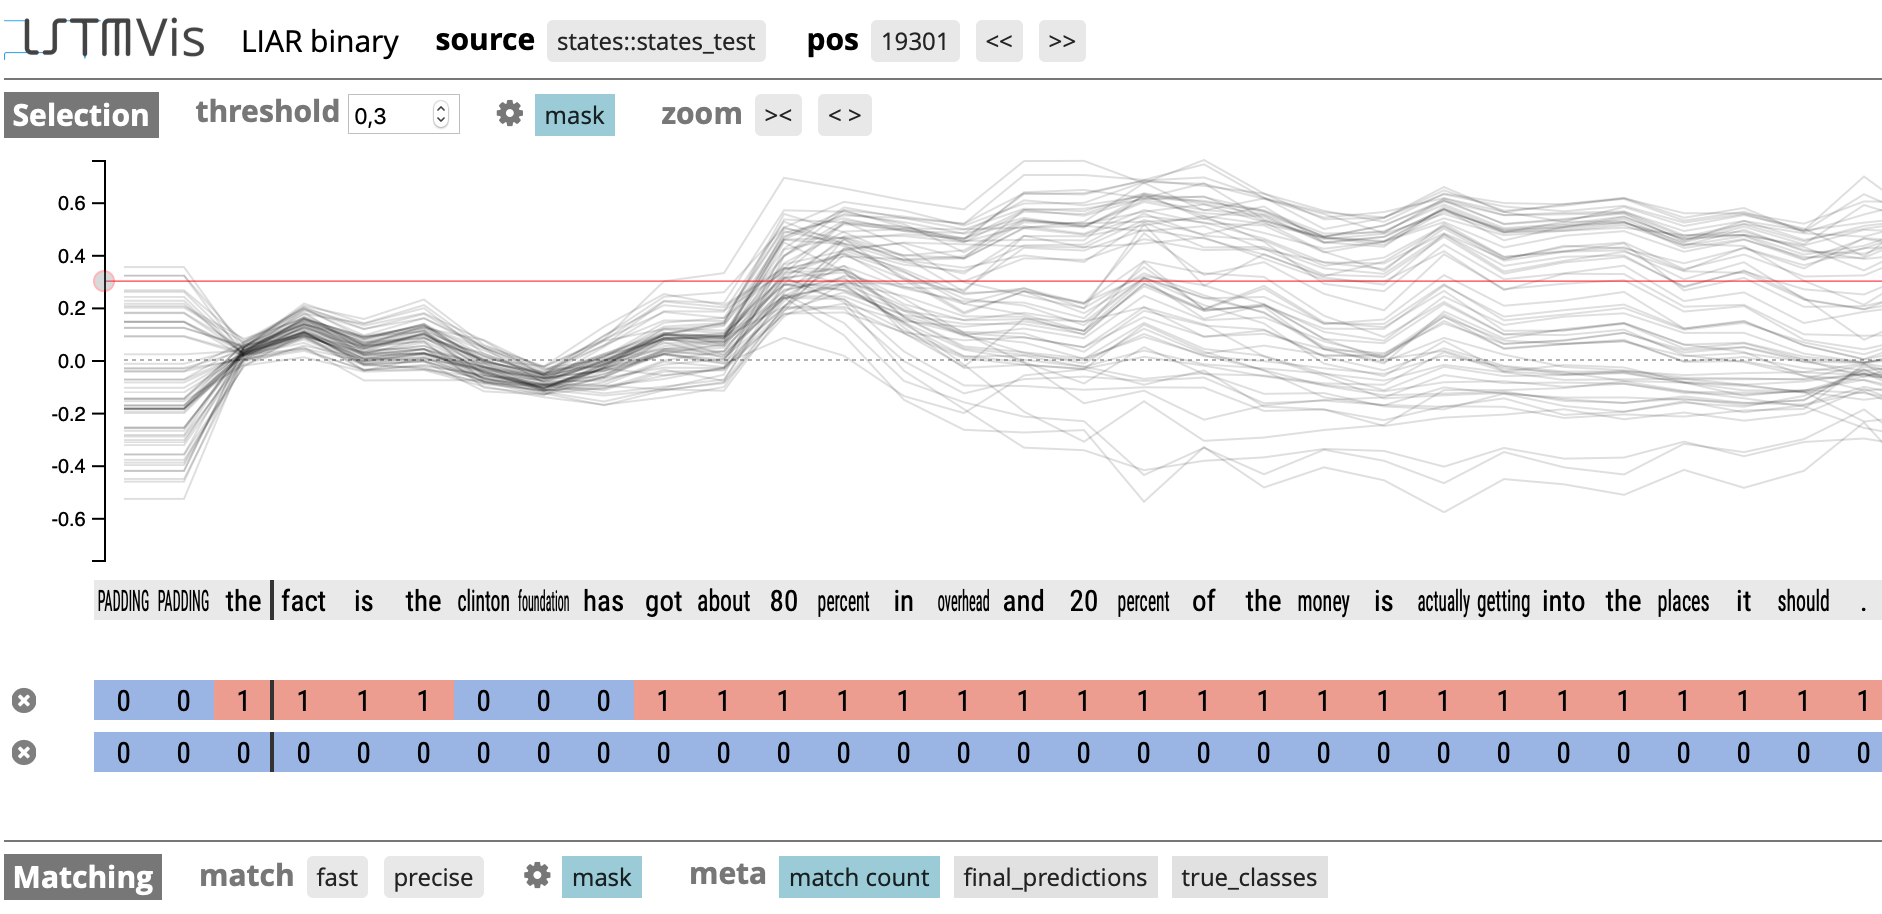 LSTMVis LIAR binary source states::states_test pos 19301 << >>
Selection threshold 0,3 mask zoom >< < >
0.6
0.4
0.2
0.0
-0.2
-0.4
-0.6
PADDING PADDING the fact is the clinton foundation has got about 80 percent in overhead and 20 percent of the money is actually getting into the places it should .
0 0 1 1 1 1 0 0 0 1 1 1 1 1 1 1 1 1 1 1 1 1 1 1 1 1 1 1 1 1
0 0 0 0 0 0 0 0 0 0 0 0 0 0 0 0 0 0 0 0 0 0 0 0 0 0 0 0 0 0
Matching match fast precise mask meta match count final_predictions true_classes